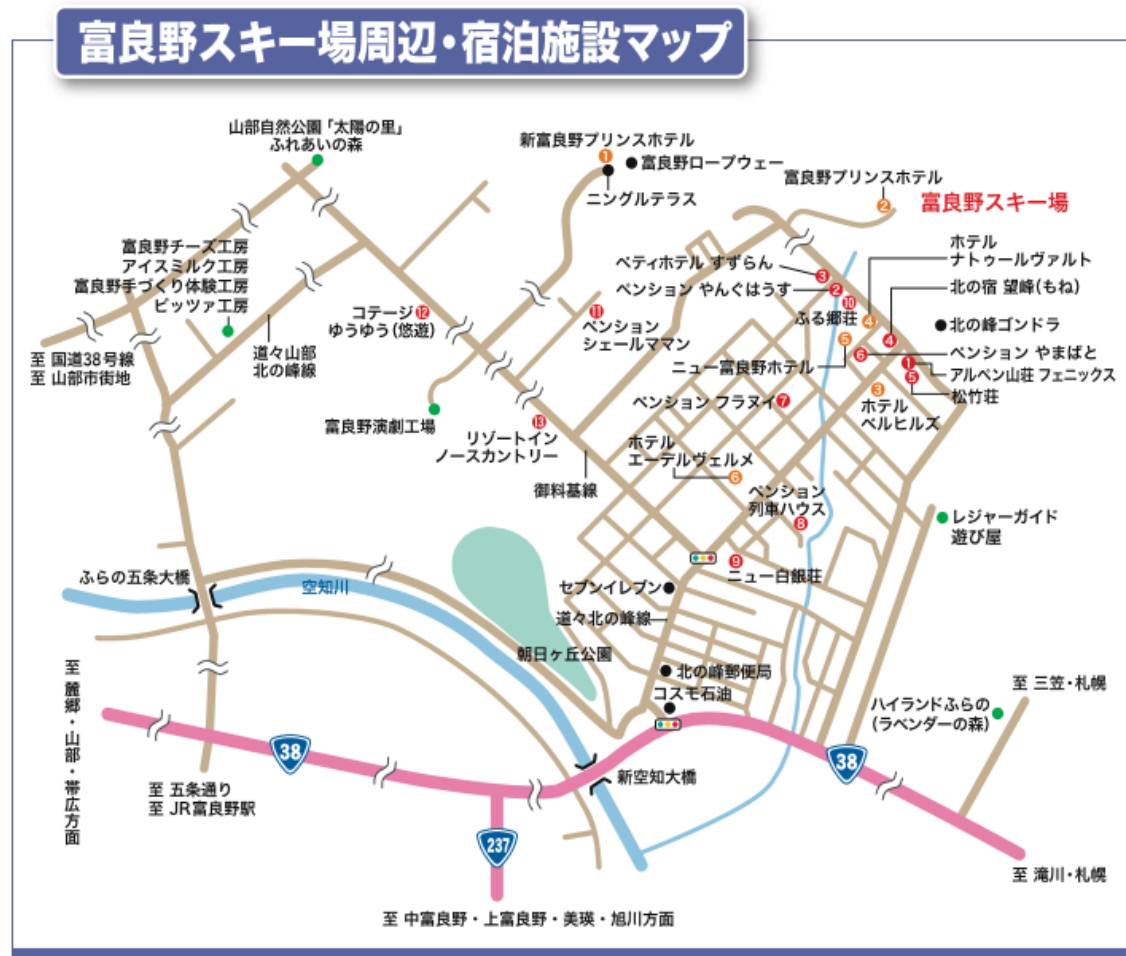 富良野スキー場周辺・宿泊施設マップ
山部自然公園「太陽の里」
ふれあいの森
新富良野プリンスホテル
1
富良野ロープウェー
ニングルテラス
富良野プリンスホテル
2
富良野スキー場
富良野チーズ工房
アイスミルク工房
富良野手づくり体験工房
ピッツァ工房
ホテル
ナトゥールヴァルト
4
ペティホテル すずらん
3
ペンション やんぐはうす
2
10
ふる郷荘
北の宿 望峰(もね)
4
北の峰ゴンドラ
コテージ
ゆうゆう(悠遊)
12
11
ペンション
シェールママン
5
ニュー富良野ホテル
6
ペンション やまばと
1
アルペン山荘 フェニックス
5
松竹荘
至 国道38号線
至 山部市街地
道々山部
北の峰線
富良野演劇工場
13
リゾートイン
ノースカントリー
ペンション フラヌイ
7
3
ホテル
ベルヒルズ
ホテル
エーデルヴェルメ
6
御料基線
ペンション
列車ハウス
8
レジャーガイド
遊び屋
9
ニュー白銀荘
ふらの五条大橋
空知川
セブンイレブン
道々北の峰線
朝日ヶ丘公園
北の峰郵便局
コスモ石油
至 麓郷・山部・帯広方面
至 三笠・札幌
ハイランドふらの
(ラベンダーの森)
38
38
新空知大橋
至 五条通り
至 JR富良野駅
237
至 滝川・札幌
至 中富良野・上富良野・美瑛・旭川方面